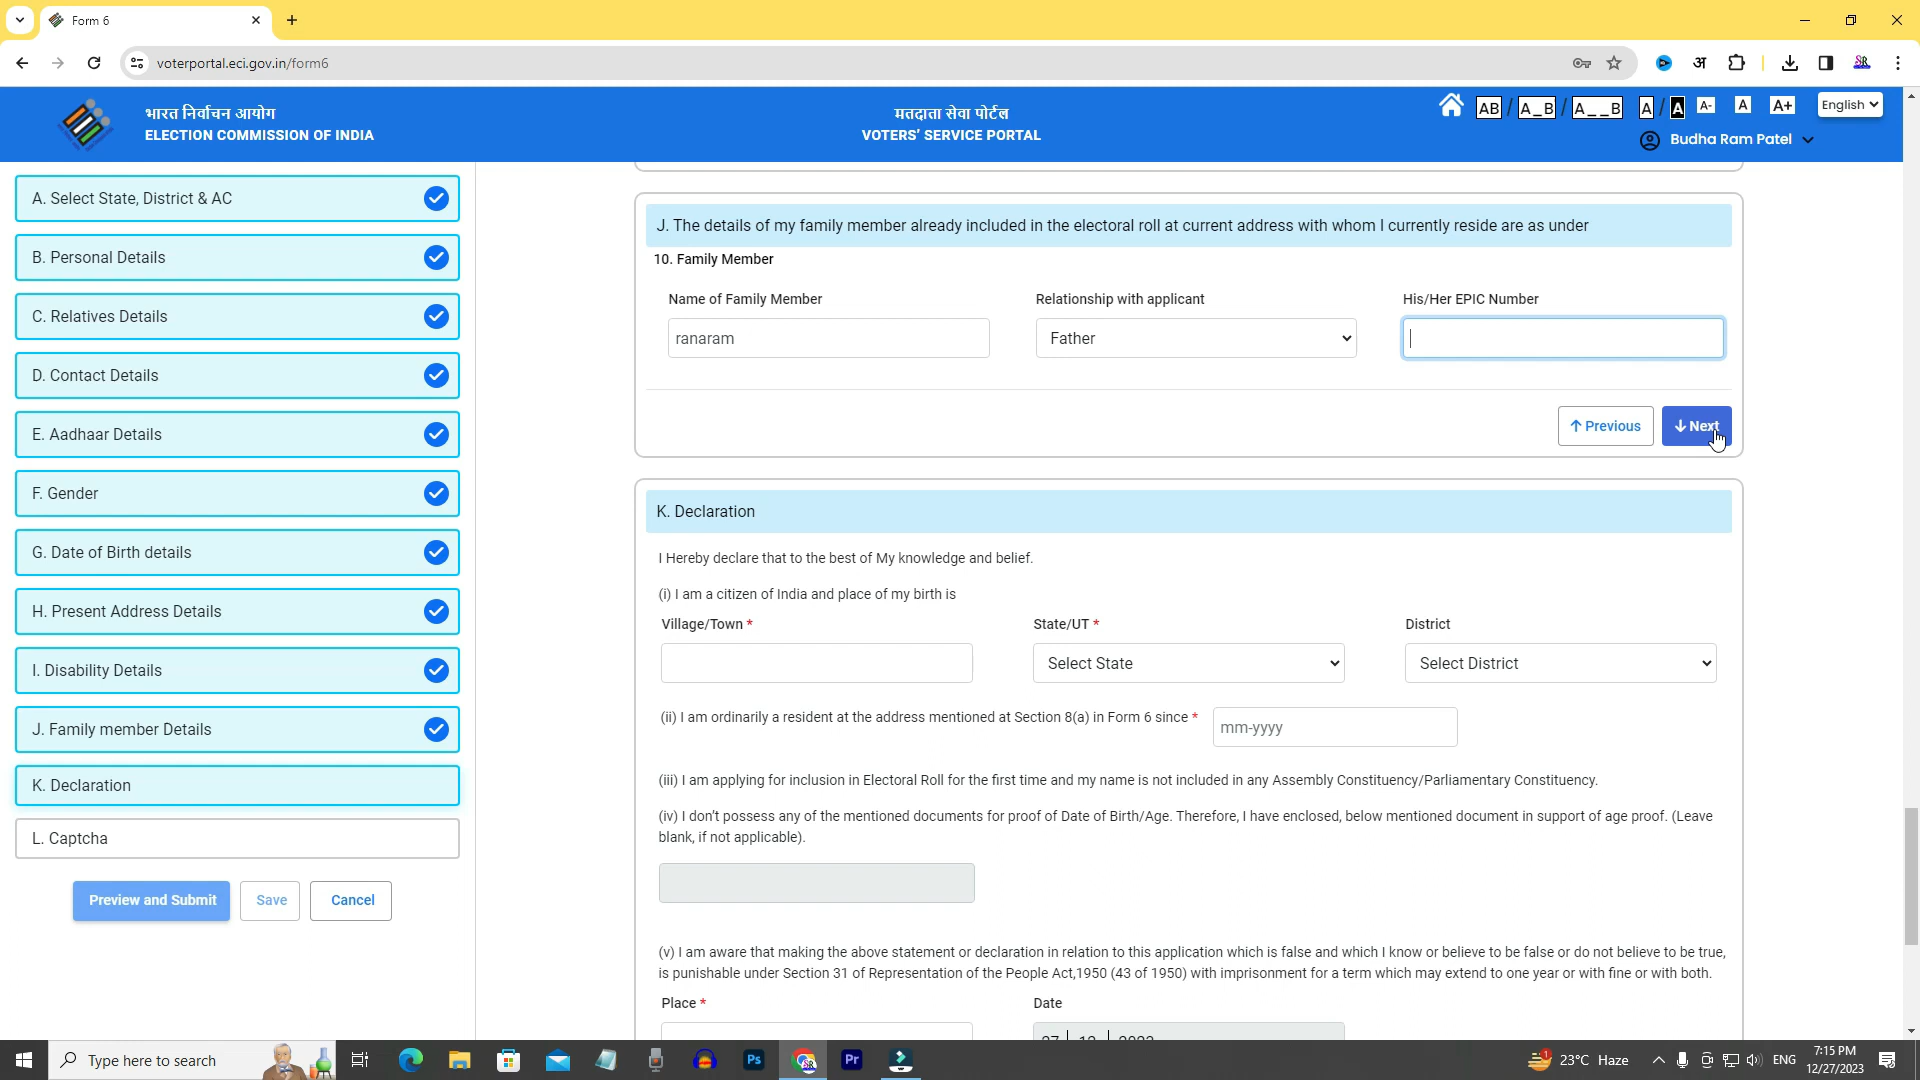 Form 6
voterportal.eci.gov.in/form6
अ
SR
भारत निर्वाचन आयोग
ELECTION COMMISSION OF INDIA
मतदाता सेवा पोर्टल
VOTERS' SERVICE PORTAL
AB / A_B / A__B A / A A- A A+ English
Budha Ram Patel
A. Select State, District & AC
B. Personal Details
C. Relatives Details
D. Contact Details
E. Aadhaar Details
F. Gender
G. Date of Birth details
H. Present Address Details
I. Disability Details
J. Family member Details
K. Declaration
L. Captcha
Preview and Submit Save Cancel
J. The details of my family member already included in the electoral roll at current address with whom I currently reside are as under
10. Family Member
Name of Family Member Relationship with applicant His/Her EPIC Number
ranaram Father
Previous Next
K. Declaration
I Hereby declare that to the best of My knowledge and belief.
(i) I am a citizen of India and place of my birth is
Village/Town * State/UT * District
Select State Select District
(ii) I am ordinarily a resident at the address mentioned at Section 8(a) in Form 6 since * mm-yyyy
(iii) I am applying for inclusion in Electoral Roll for the first time and my name is not included in any Assembly Constituency/Parliamentary Constituency.
(iv) I don't possess any of the mentioned documents for proof of Date of Birth/Age. Therefore, I have enclosed, below mentioned document in support of age proof. (Leave
blank, if not applicable).
(v) I am aware that making the above statement or declaration in relation to this application which is false and which I know or believe to be false or do not believe to be true,
is punishable under Section 31 of Representation of the People Act,1950 (43 of 1950) with imprisonment for a term which may extend to one year or with fine or with both.
Place * Date
27 12 2023
Type here to search
Ps
SR
Pr
1
23°C Haze
ENG
7:15 PM
12/27/2023